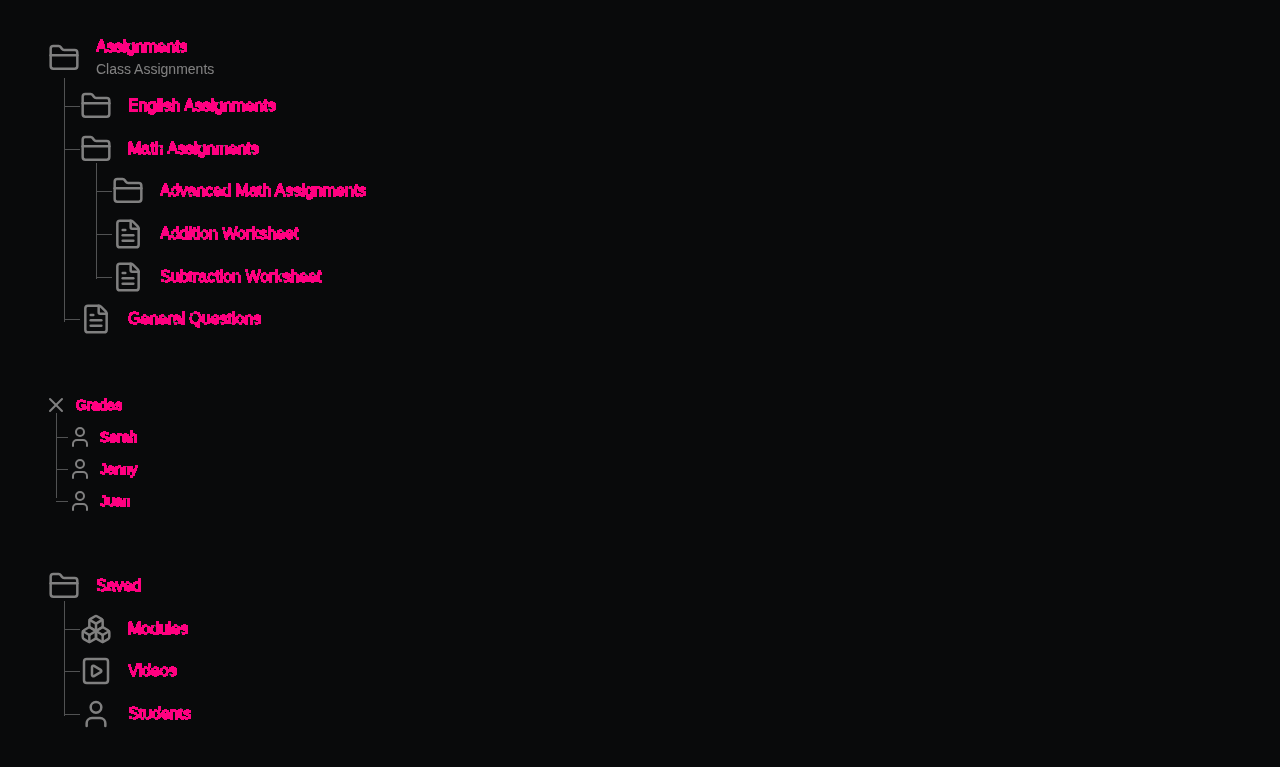 Assignments
Class Assignments
English Assignments
Math Assignments
Advanced Math Assignments
Addition Worksheet
Subtraction Worksheet
General Questions
Grades
Sarah
Jenny
Juan
Saved
Modules
Videos
Students